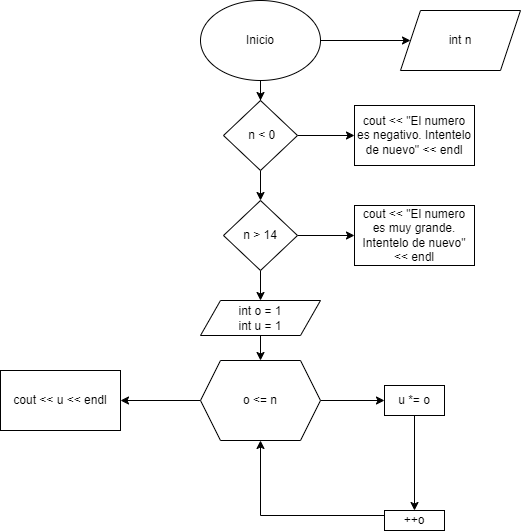 Inicio
int n
n < 0
cout << "El numero
es negativo. Intentelo
de nuevo" << endl
n > 14
cout << "El numero
es muy grande.
Intentelo de nuevo"
<< endl
int o = 1
int u = 1
cout << u << endl
o <= n
u *= o
++o